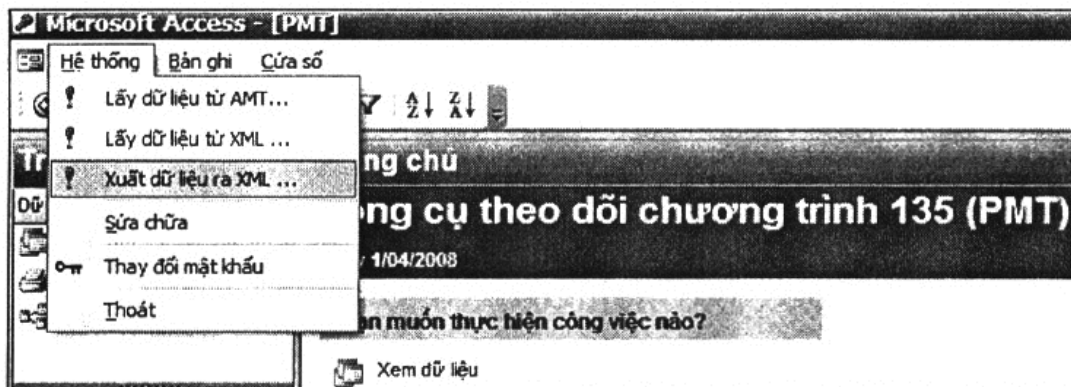 Microsoft Access - [PMT]
Hệ thống Bản ghi Cửa sổ
Lấy dữ liệu từ AMT...
Lấy dữ liệu từ XML ...
Xuất dữ liệu ra XML ...
Sửa chữa
Thay đổi mật khẩu
Thoát
Tr
ng chủ
Dữ
ng cụ theo dõi chương trình 135 (PMT)
1/04/2008
n muốn thực hiện công việc nào?
Xem dữ liệu